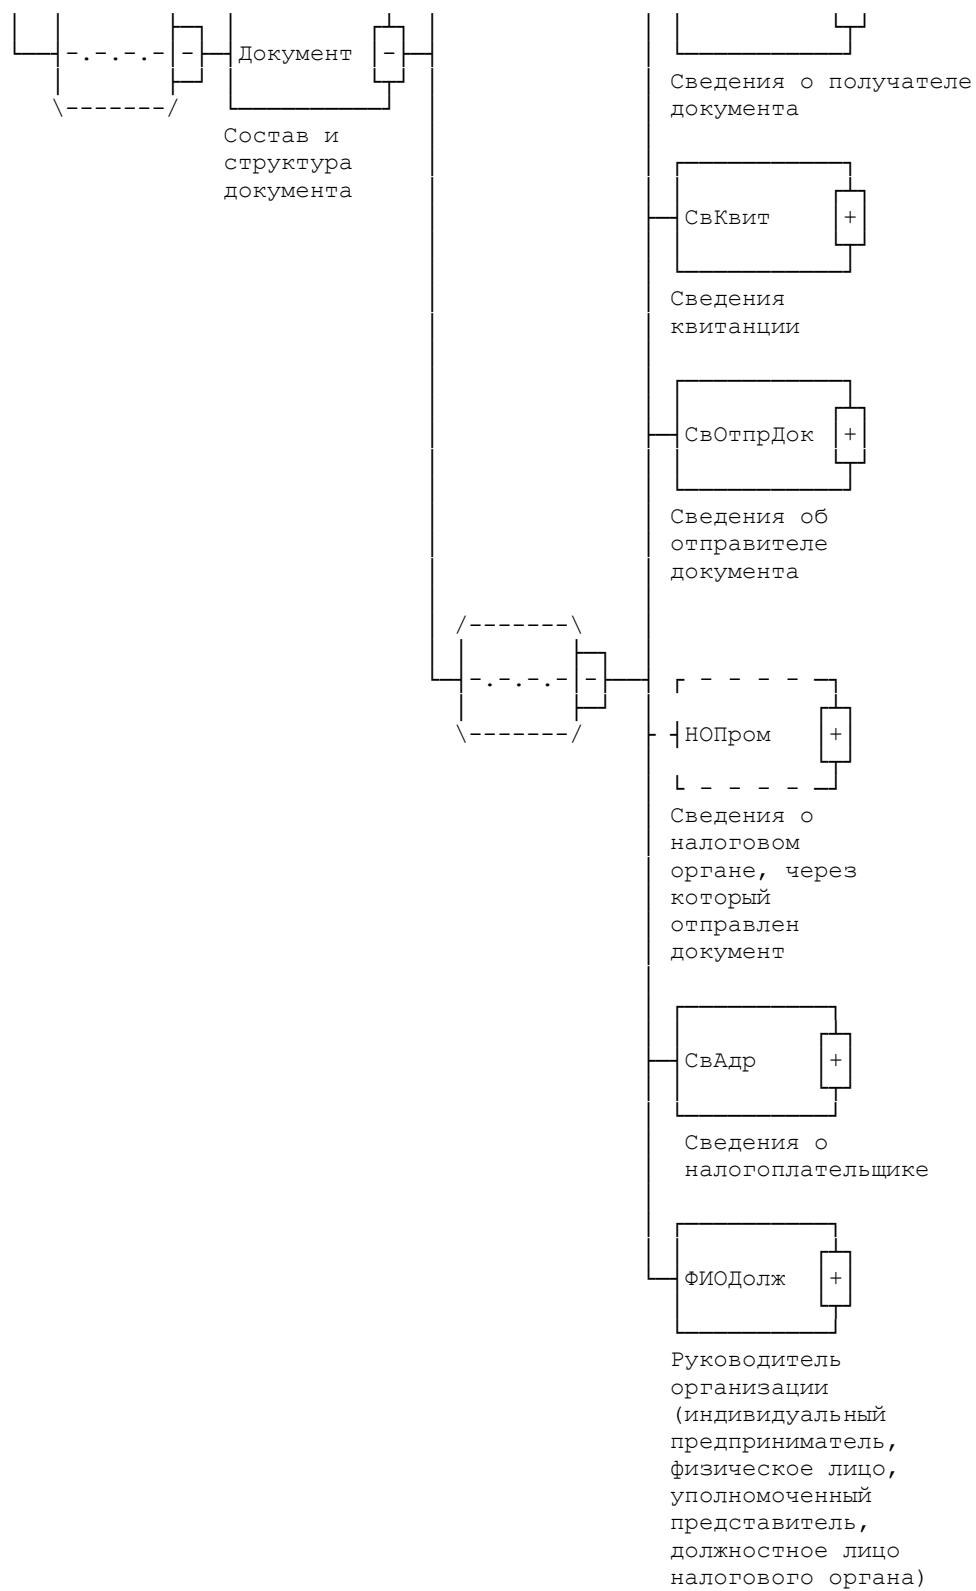 Документ
Состав и
структура
документа
+
Сведения о получателе
документа
СвКвит +
Сведения
квитанции
СвОтпрДок +
Сведения об
отправителе
документа
НОПром +
Сведения о
налоговом
органе, через
который
отправлен
документ
СвАдр +
Сведения о
налогоплательщике
ФИОДолж +
Руководитель
организации
(индивидуальный
предприниматель,
физическое лицо,
уполномоченный
представитель,
должностное лицо
налогового органа)